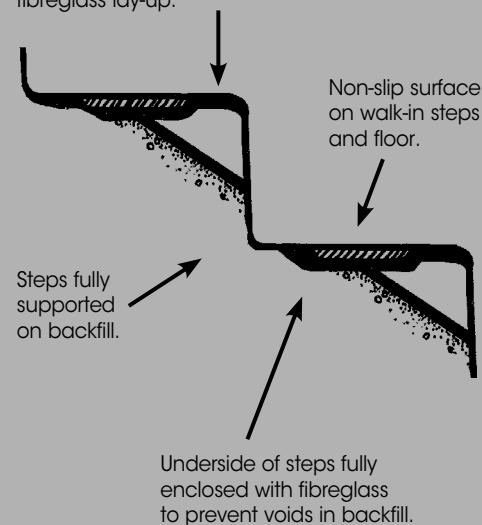 fibreglass lay-up.
Non-slip surface
on walk-in steps
and floor.
Steps fully
supported
on backfill.
Underside of steps fully
enclosed with fibreglass
to prevent voids in backfill.